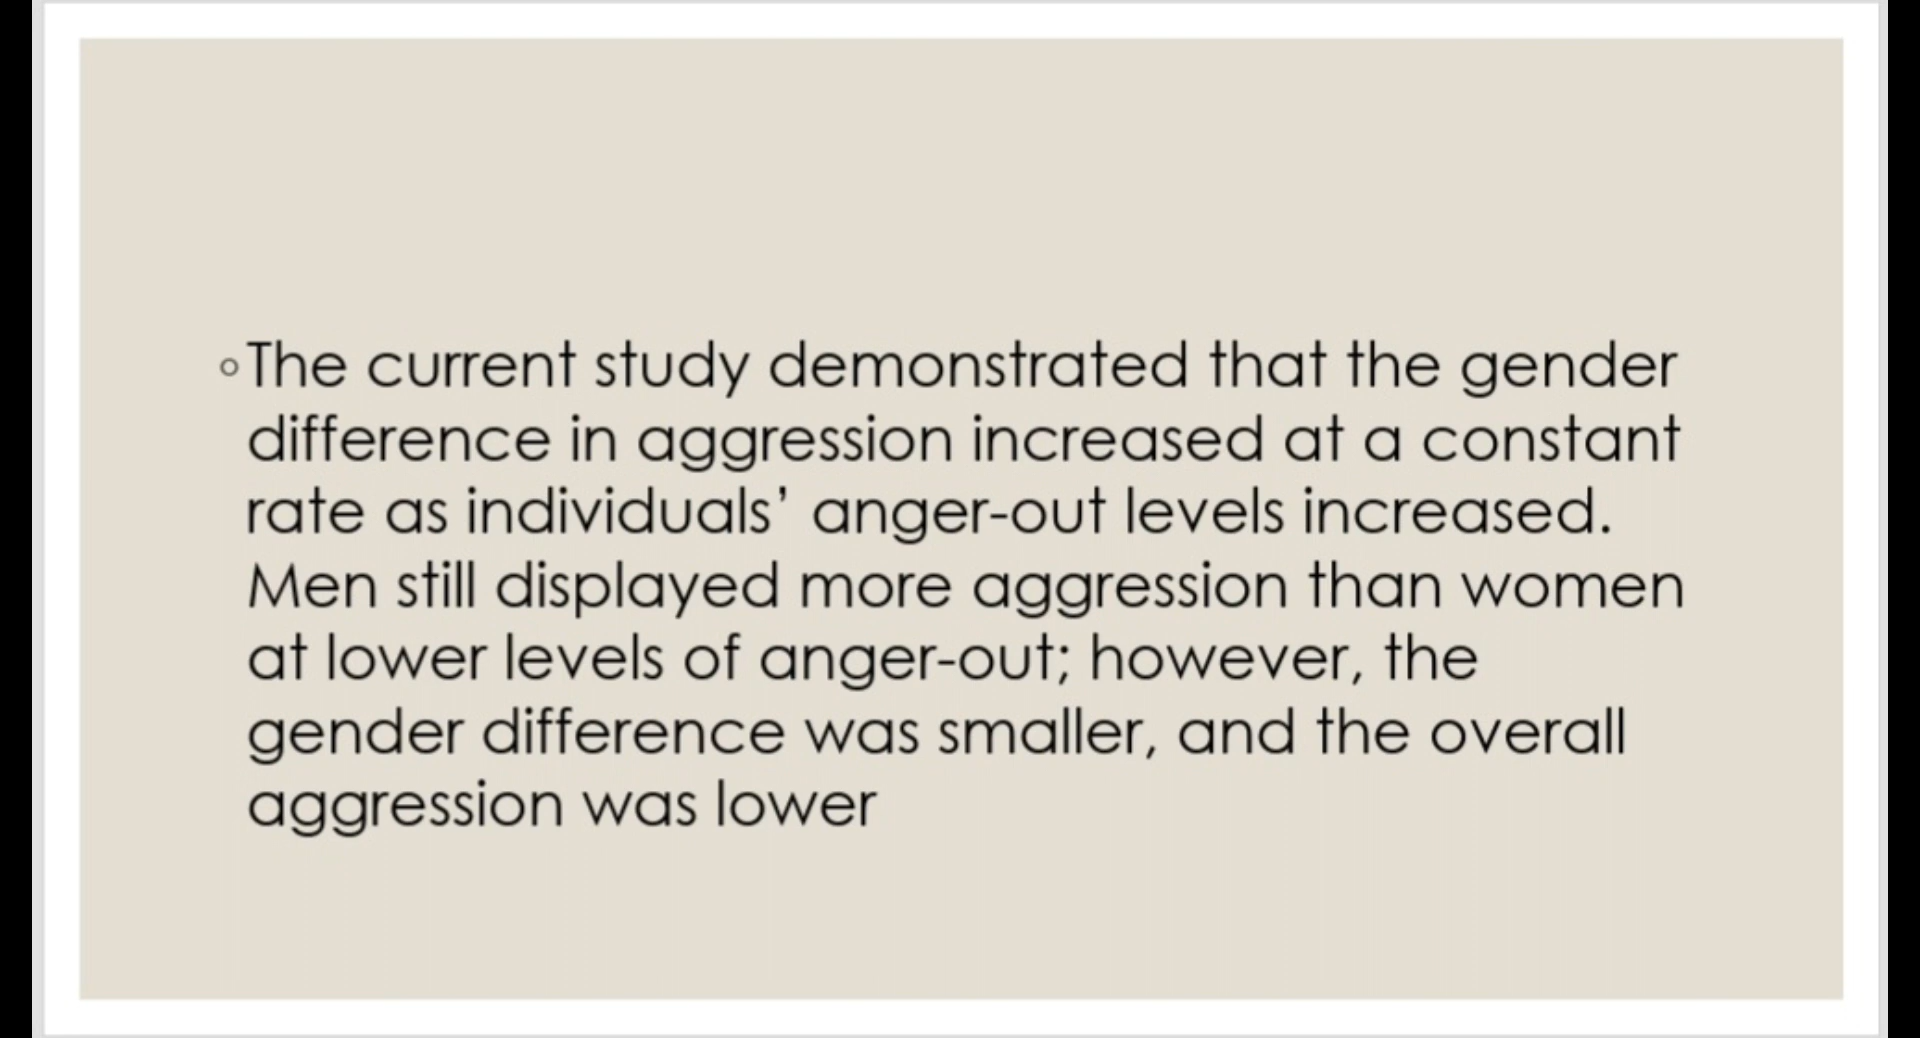 ◦The current study demonstrated that the gender
difference in aggression increased at a constant
rate as individuals’ anger-out levels increased.
Men still displayed more aggression than women
at lower levels of anger-out; however, the
gender difference was smaller, and the overall
aggression was lower